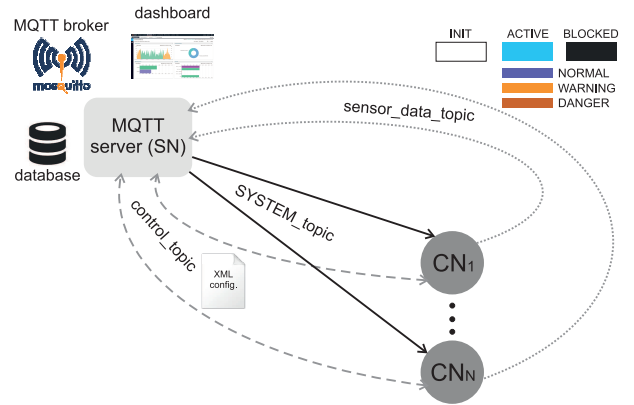 dashboard
MQTT broker
mosquitto
INIT
ACTIVE
BLOCKED
NORMAL
WARNING
DANGER
sensor_data_topic
MQTT
server (SN)
database
SYSTEM_topic
control_topic
XML
config.
CN1
CNN